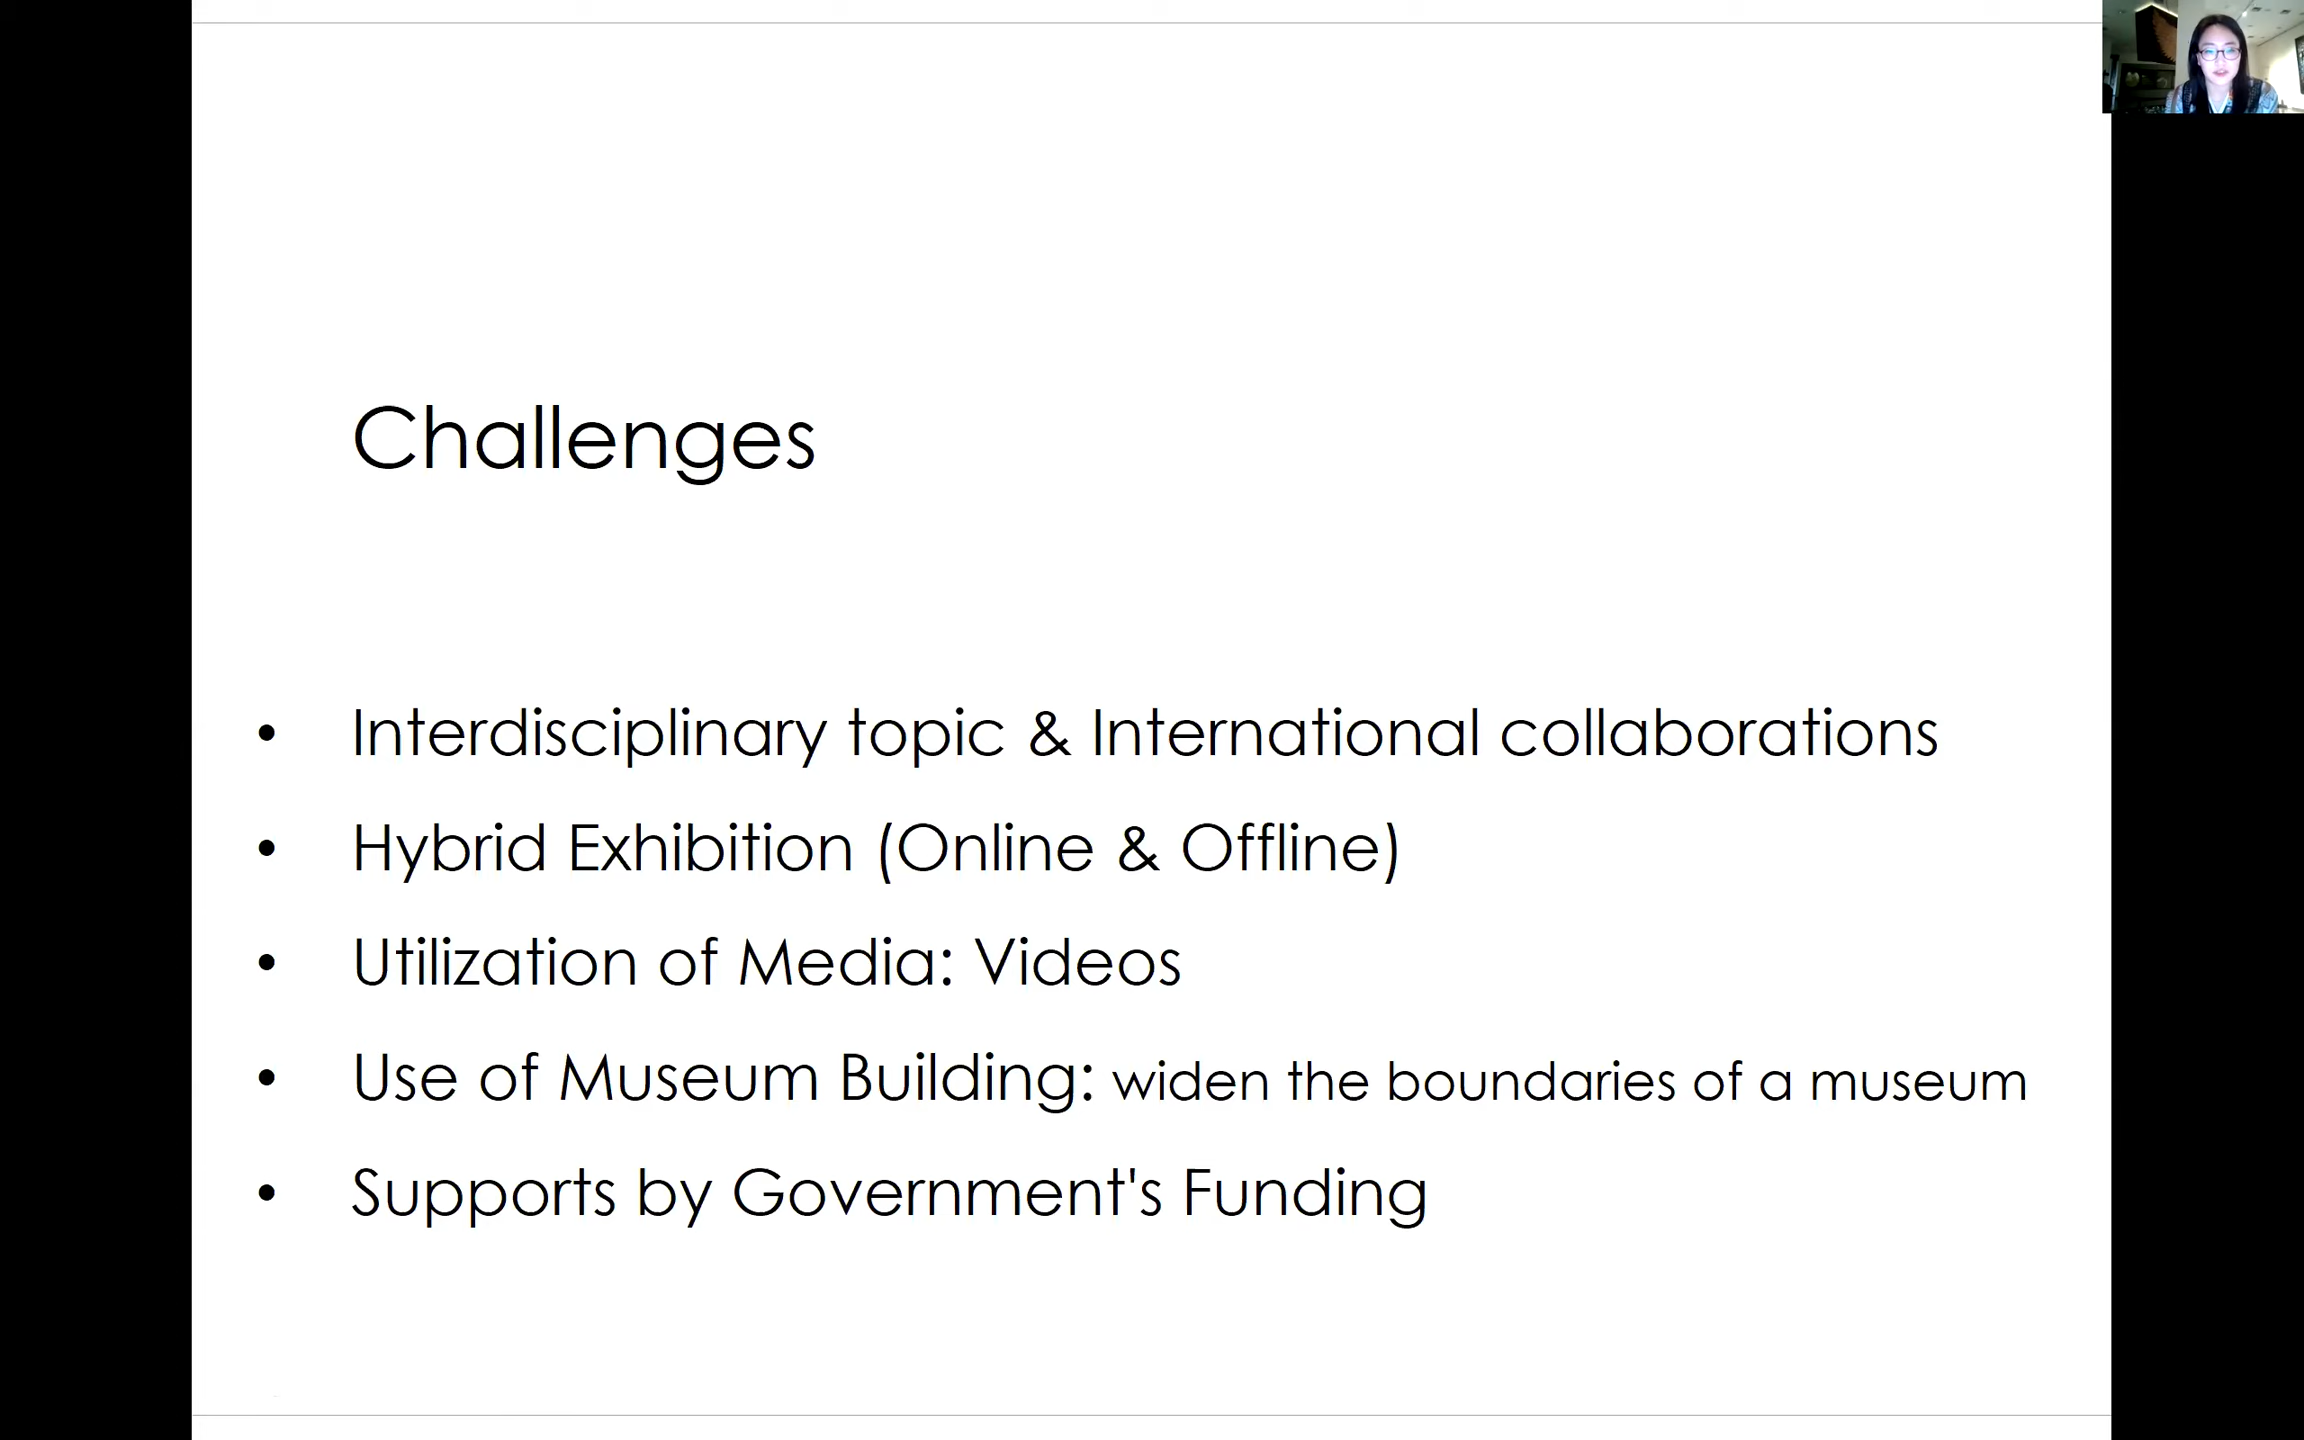 Challenges
• Interdisciplinary topic & International collaborations
• Hybrid Exhibition (Online & Offline)
• Utilization of Media: Videos
• Use of Museum Building: widen the boundaries of a museum
• Supports by Government's Funding